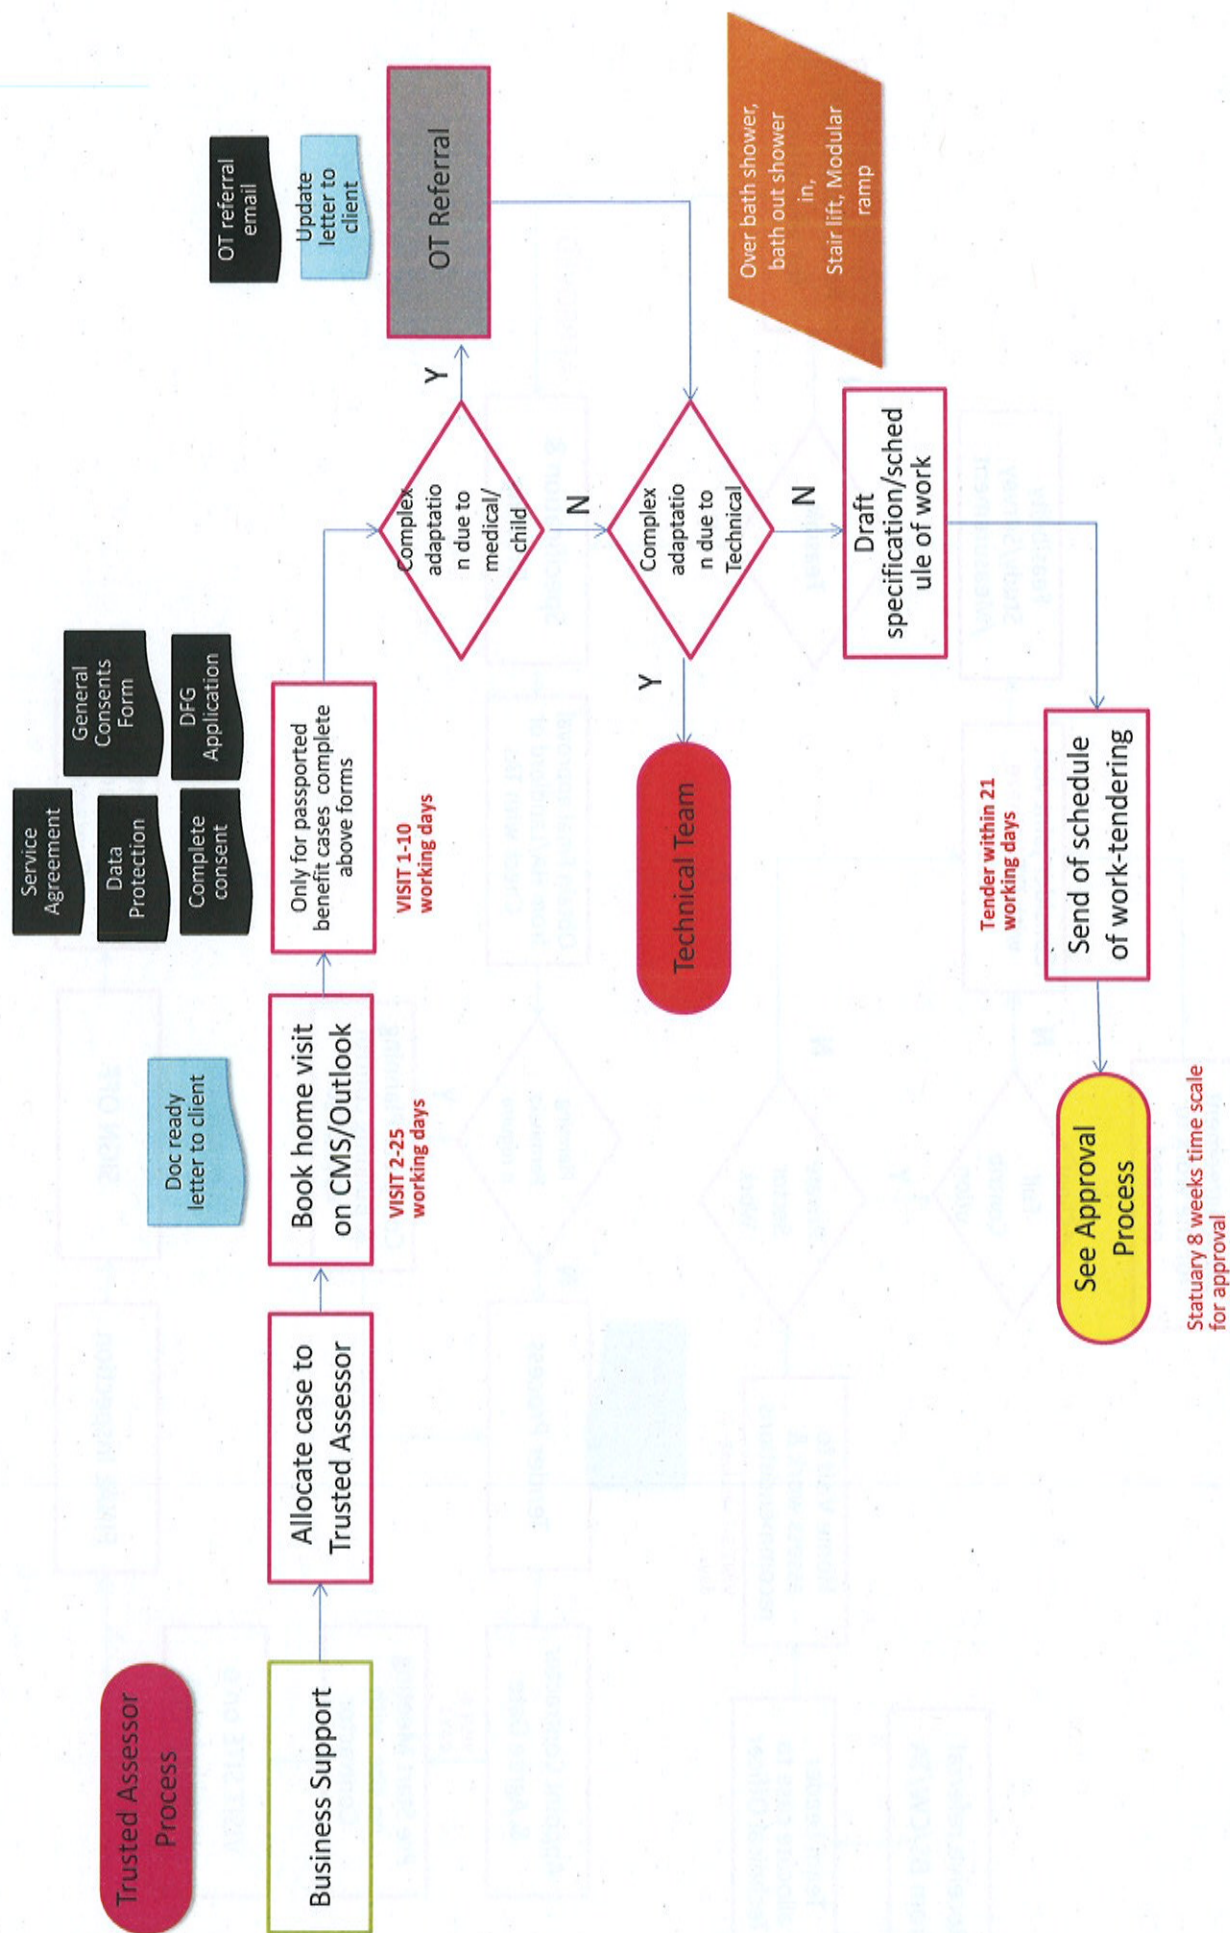 Trusted Assessor
Process
Business Support
Allocate case to
Trusted Assessor
Doc ready
letter to client
Book home visit
on CMS/Outlook
VISIT 2-25
working days
Service
Agreement
General
Consents
Form
Data
Protection
DFG
Application
Complete
consent
Only for passported
benefit cases complete
above forms
VISIT 1-10
working days
Complex
adaptatio
n due to
medical/
child
Y
N
OT referral
email
Update
letter to
client
OT Referral
Complex
adaptatio
n due to
Technical
Y
N
Technical Team
Over bath shower,
bath out shower
in,
Stair lift, Modular
ramp
Draft
specification/sched
ule of work
Tender within 21
working days
Send of schedule
of work-tendering
See Approval
Process
Statuary 8 weeks time scale
for approval